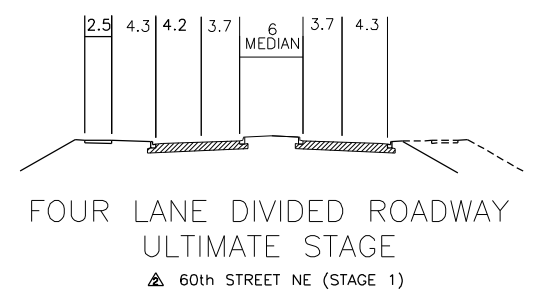 2.5 4.3 4.2 3.7 6 3.7 4.3
MEDIAN
FOUR LANE DIVIDED ROADWAY
ULTIMATE STAGE
2 60th STREET NE (STAGE 1)